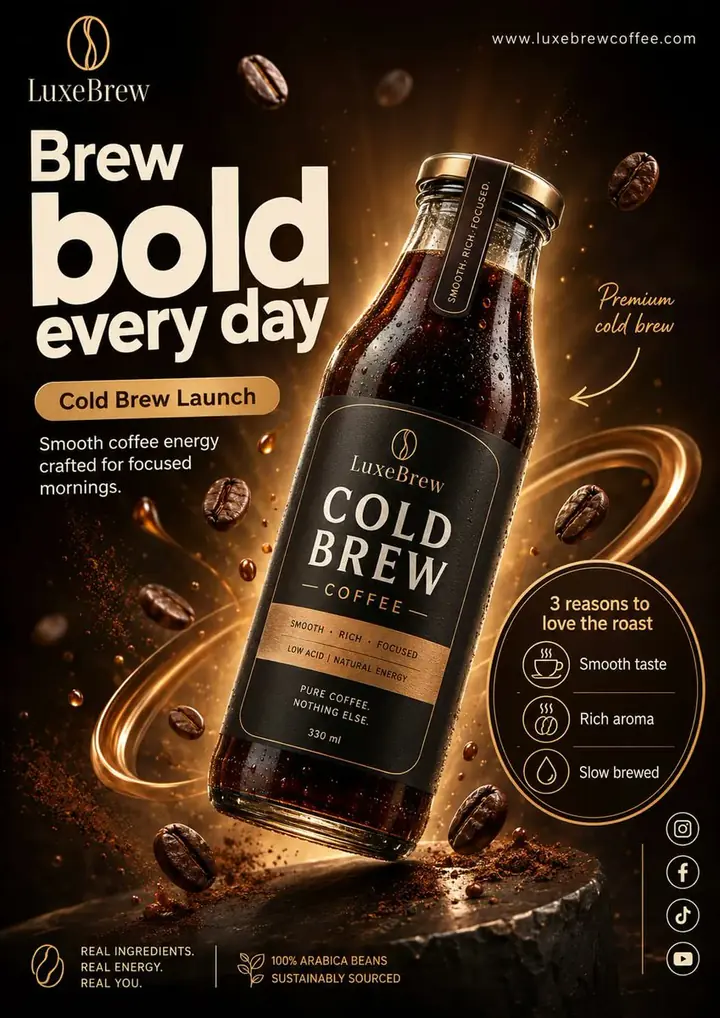 LuxeBrew
www.luxebrewcoffee.com
Brew
bold
every day
Cold Brew Launch
Smooth coffee energy
crafted for focused
mornings.
SMOOTH. RICH. FOCUSED.
Premium
cold brew
LuxeBrew
COLD
BREW
COFFEE
SMOOTH · RICH · FOCUSED
LOW ACID | NATURAL ENERGY
PURE COFFEE.
NOTHING ELSE.
330 ml
3 reasons to
love the roast
Smooth taste
Rich aroma
Slow brewed
REAL INGREDIENTS.
REAL ENERGY.
REAL YOU.
100% ARABICA BEANS
SUSTAINABLY SOURCED